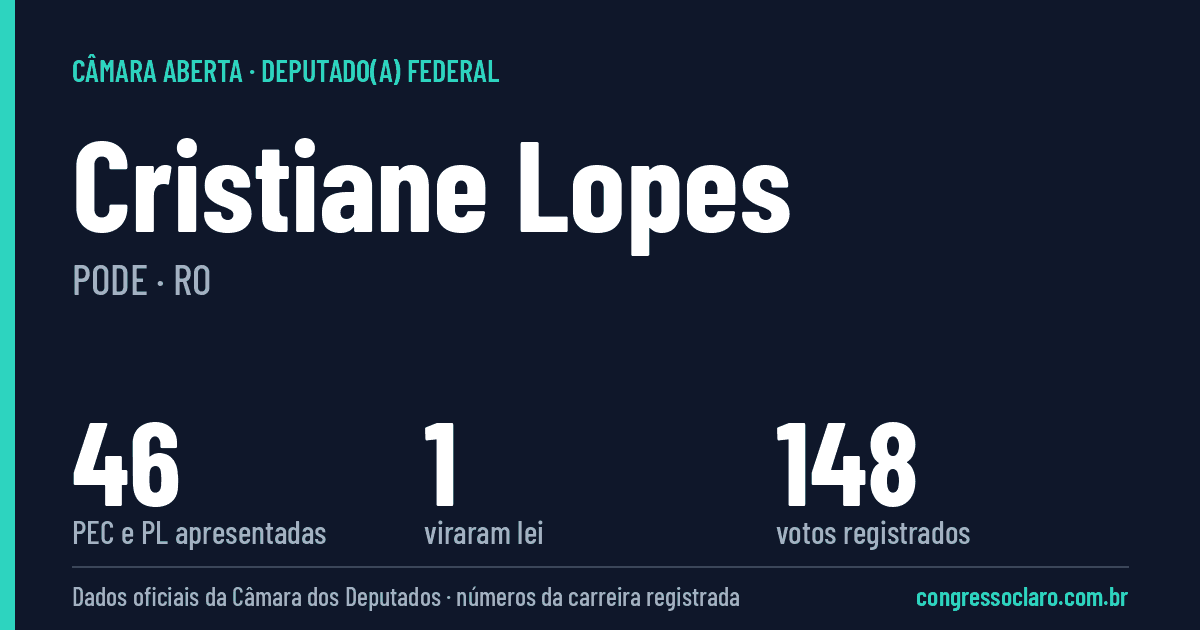 CÂMARA ABERTA · DEPUTADO(A) FEDERAL
Cristiane Lopes
PODE · RO
46 1 148
PEC e PL apresentadas viraram lei votos registrados
Dados oficiais da Câmara dos Deputados · números da carreira registrada congressoclaro.com.br